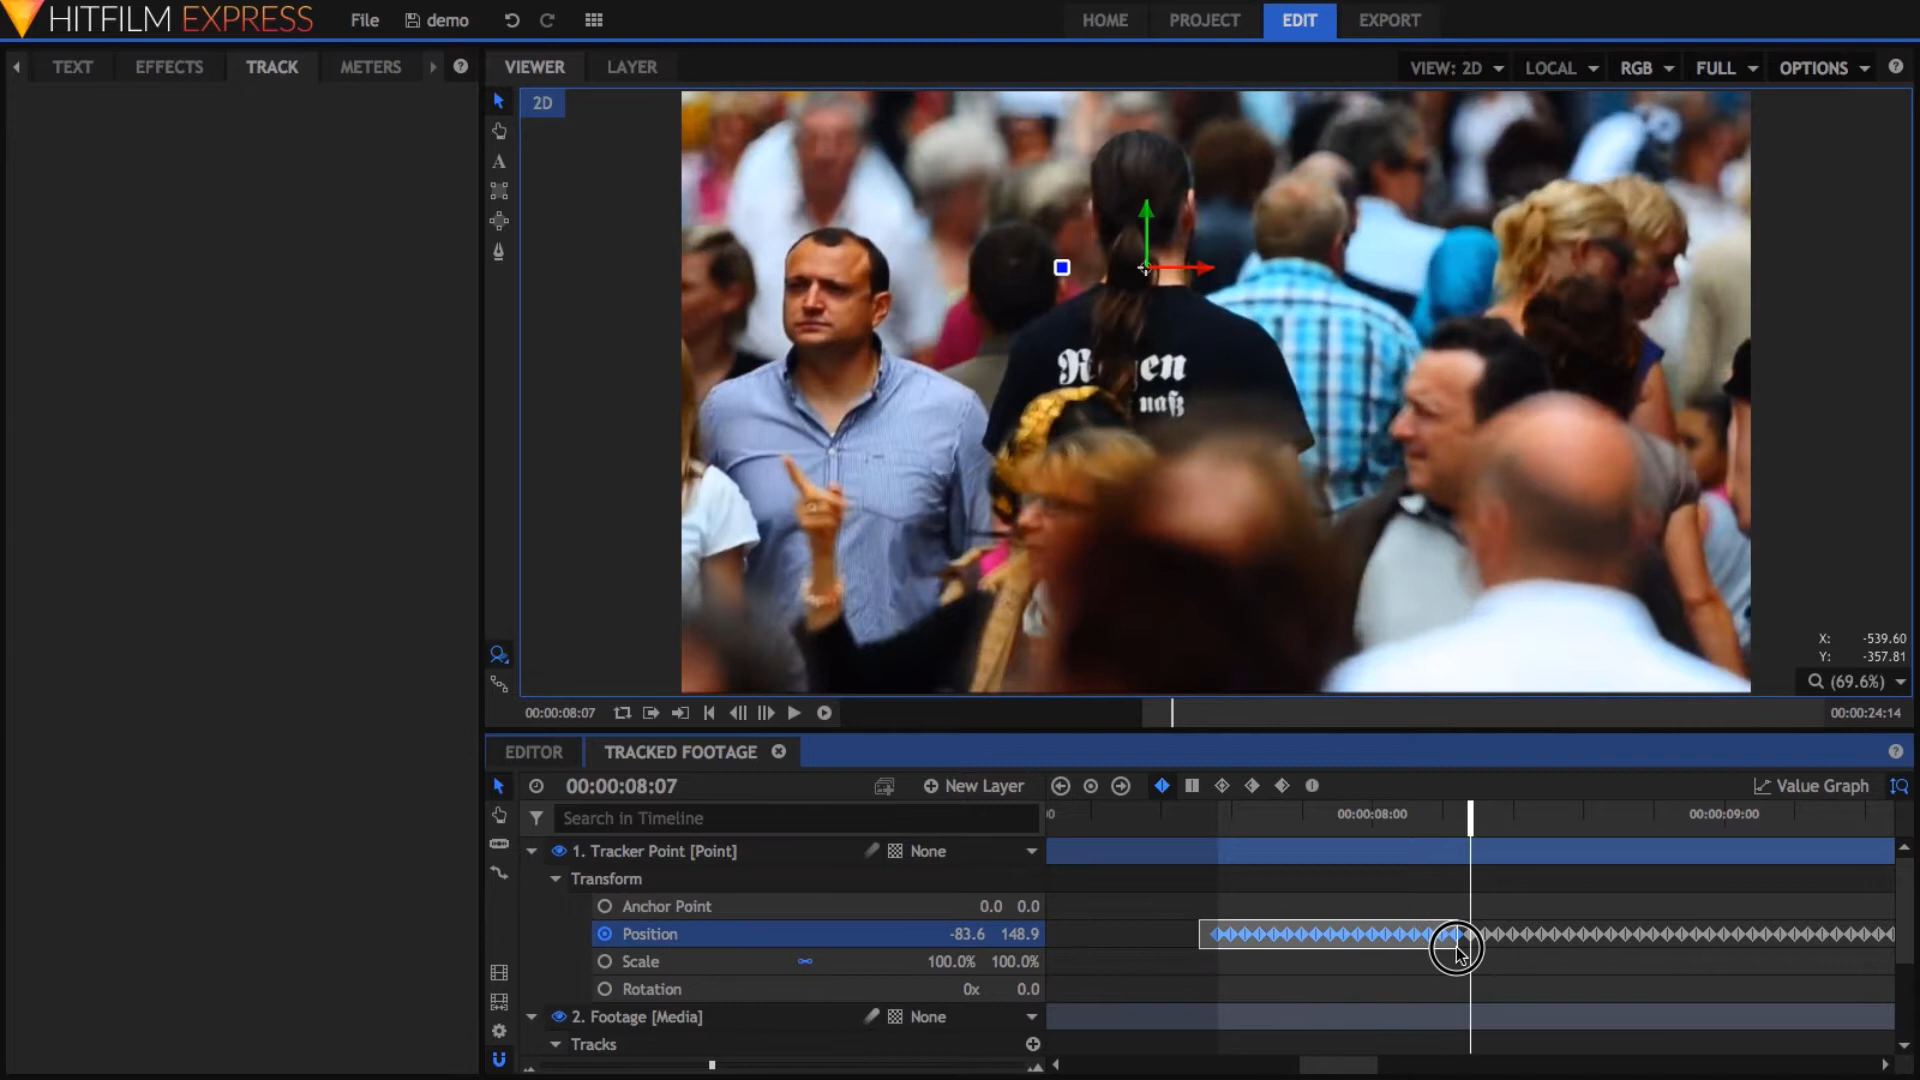 HITFILM EXPRESS File demo HOME PROJECT EDIT EXPORT
TEXT EFFECTS TRACK METERS VIEWER LAYER VIEW: 2D LOCAL RGB FULL OPTIONS
2D
en
naß
X: -539.60
Y: -357.81
(69.6%)
00:00:08:07 00:00:24:14
EDITOR TRACKED FOOTAGE
00:00:08:07 New Layer Value Graph
Search in Timeline 00:00:08:00 00:00:09:00
1. Tracker Point [Point] None
Transform
Anchor Point 0.0 0.0
Position -83.6 148.9
Scale 100.0% 100.0%
Rotation 0x 0.0
2. Footage [Media] None
Tracks